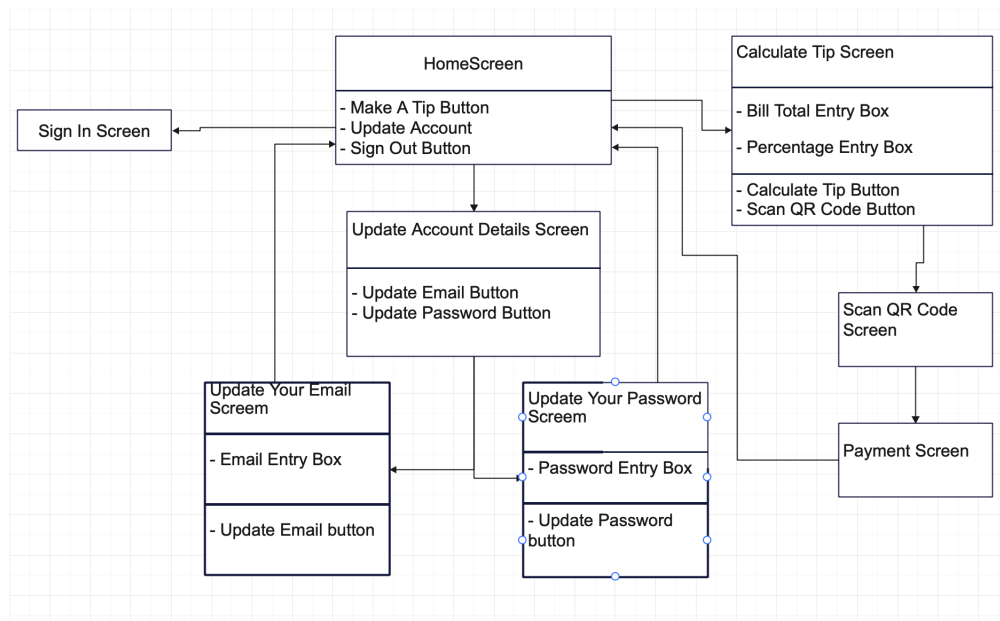 HomeScreen
- Make A Tip Button
- Update Account
- Sign Out Button
Sign In Screen
Calculate Tip Screen
- Bill Total Entry Box
- Percentage Entry Box
- Calculate Tip Button
- Scan QR Code Button
Update Account Details Screen
- Update Email Button
- Update Password Button
Scan QR Code
Screen
Update Your Email
Screem
- Email Entry Box
- Update Email button
Update Your Password
Screem
- Password Entry Box
- Update Password
button
Payment Screen